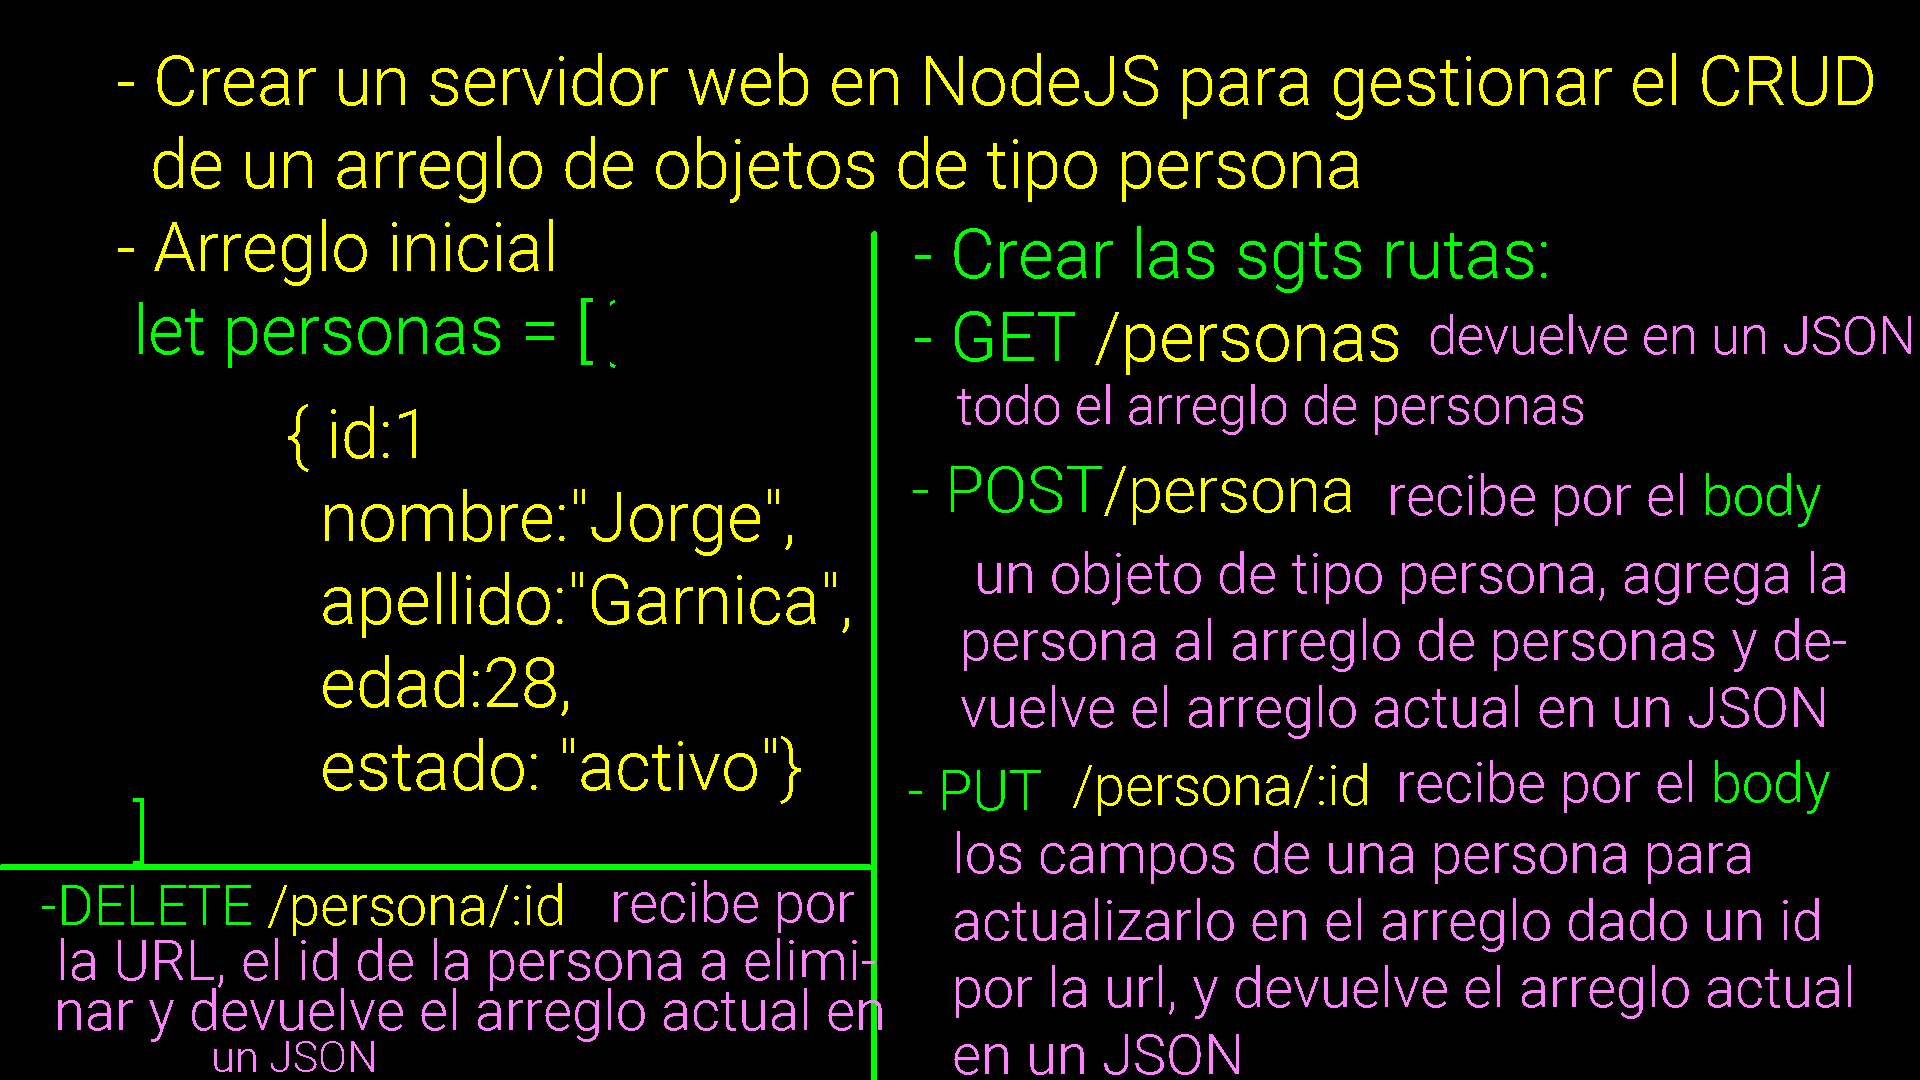 - Crear un servidor web en NodeJS para gestionar el CRUD
de un arreglo de objetos de tipo persona
- Arreglo inicial
let personas = [
{ id:1
nombre:"Jorge",
apellido:"Garnica",
edad:28,
estado: "activo"}
]
- Crear las sgts rutas:
- GET /personas devuelve en un JSON
todo el arreglo de personas
- POST/persona recibe por el body
un objeto de tipo persona, agrega la
persona al arreglo de personas y de-
vuelve el arreglo actual en un JSON
- PUT /persona/:id recibe por el body
los campos de una persona para
actualizarlo en el arreglo dado un id
por la url, y devuelve el arreglo actual
en un JSON
-DELETE /persona/:id recibe por
la URL, el id de la persona a elimi-
nar y devuelve el arreglo actual en
un JSON